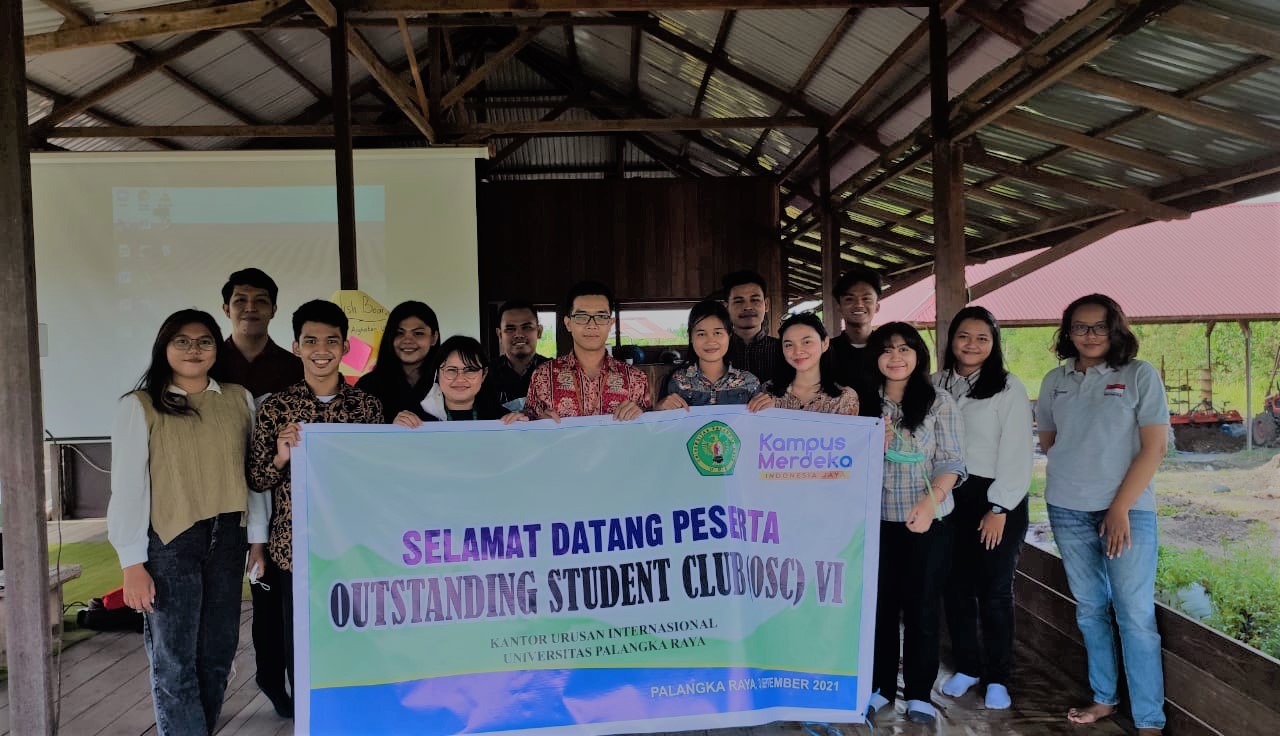 Kampus
Merdeka
INDONESIA JAYA
SELAMAT DATANG PESERTA
OUTSTANDING STUDENT CLUB(OSC) VI
KANTOR URUSAN INTERNASIONAL
UNIVERSITAS PALANGKA RAYA
PALANGKA RAYA, SEPTEMBER 2021